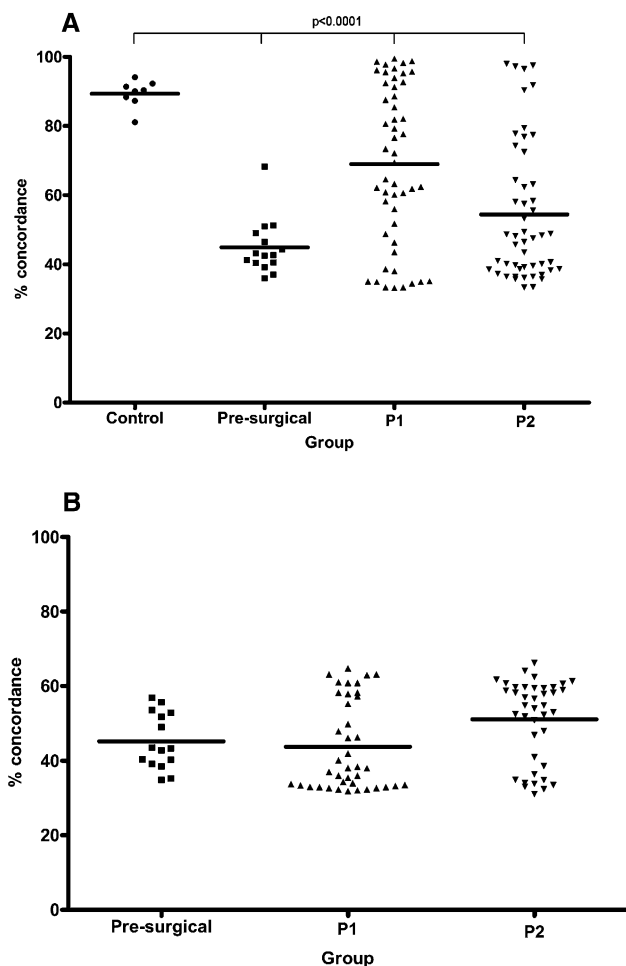 A
p<0.0001
100
80
60
40
20
0
% concordance
Control Pre-surgical P1 P2
Group
B
100
80
60
40
20
0
% concordance
Pre-surgical P1 P2
Group